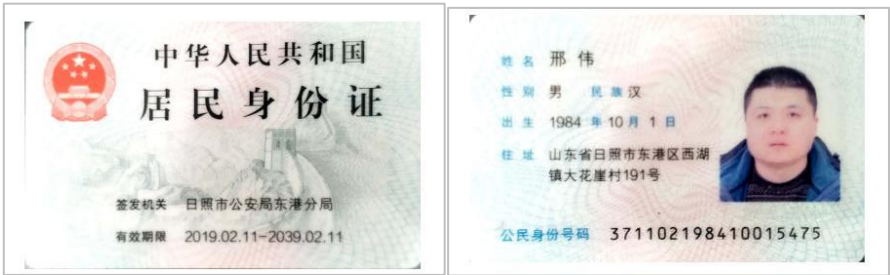 中华人民共和国
居民身份证
签发机关 日照市公安局东港分局
有效期限 2019.02.11-2039.02.11
姓名 邢伟
性别 男 民族 汉
出生 1984 年 10 月 1 日
住址 山东省日照市东港区西湖
镇大花崖村191号
公民身份号码 371102198410015475